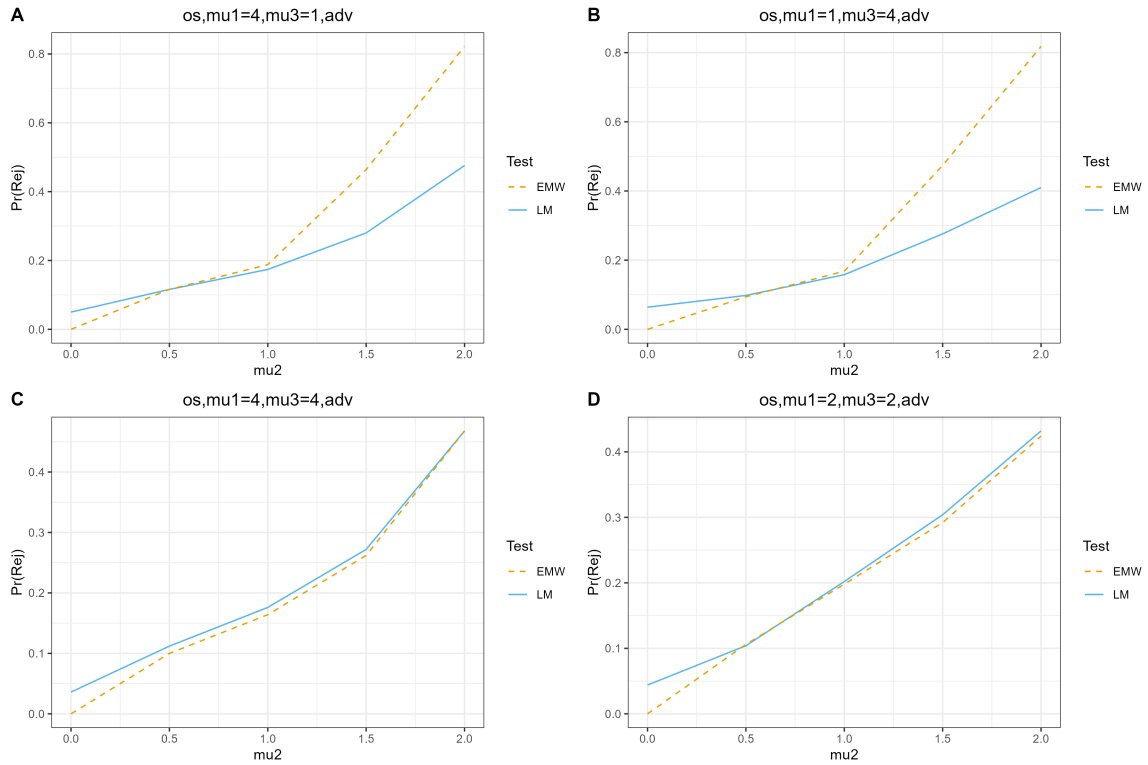 A os,mu1=4,mu3=1,adv
Pr(Rej)
0.8
0.6
0.4
0.2
0.0
0.0 0.5 1.0 1.5 2.0
mu2
Test
EMW
LM
B os,mu1=1,mu3=4,adv
Pr(Rej)
0.8
0.6
0.4
0.2
0.0
0.0 0.5 1.0 1.5 2.0
mu2
Test
EMW
LM
C os,mu1=4,mu3=4,adv
Pr(Rej)
0.4
0.3
0.2
0.1
0.0
0.0 0.5 1.0 1.5 2.0
mu2
Test
EMW
LM
D os,mu1=2,mu3=2,adv
Pr(Rej)
0.4
0.3
0.2
0.1
0.0
0.0 0.5 1.0 1.5 2.0
mu2
Test
EMW
LM